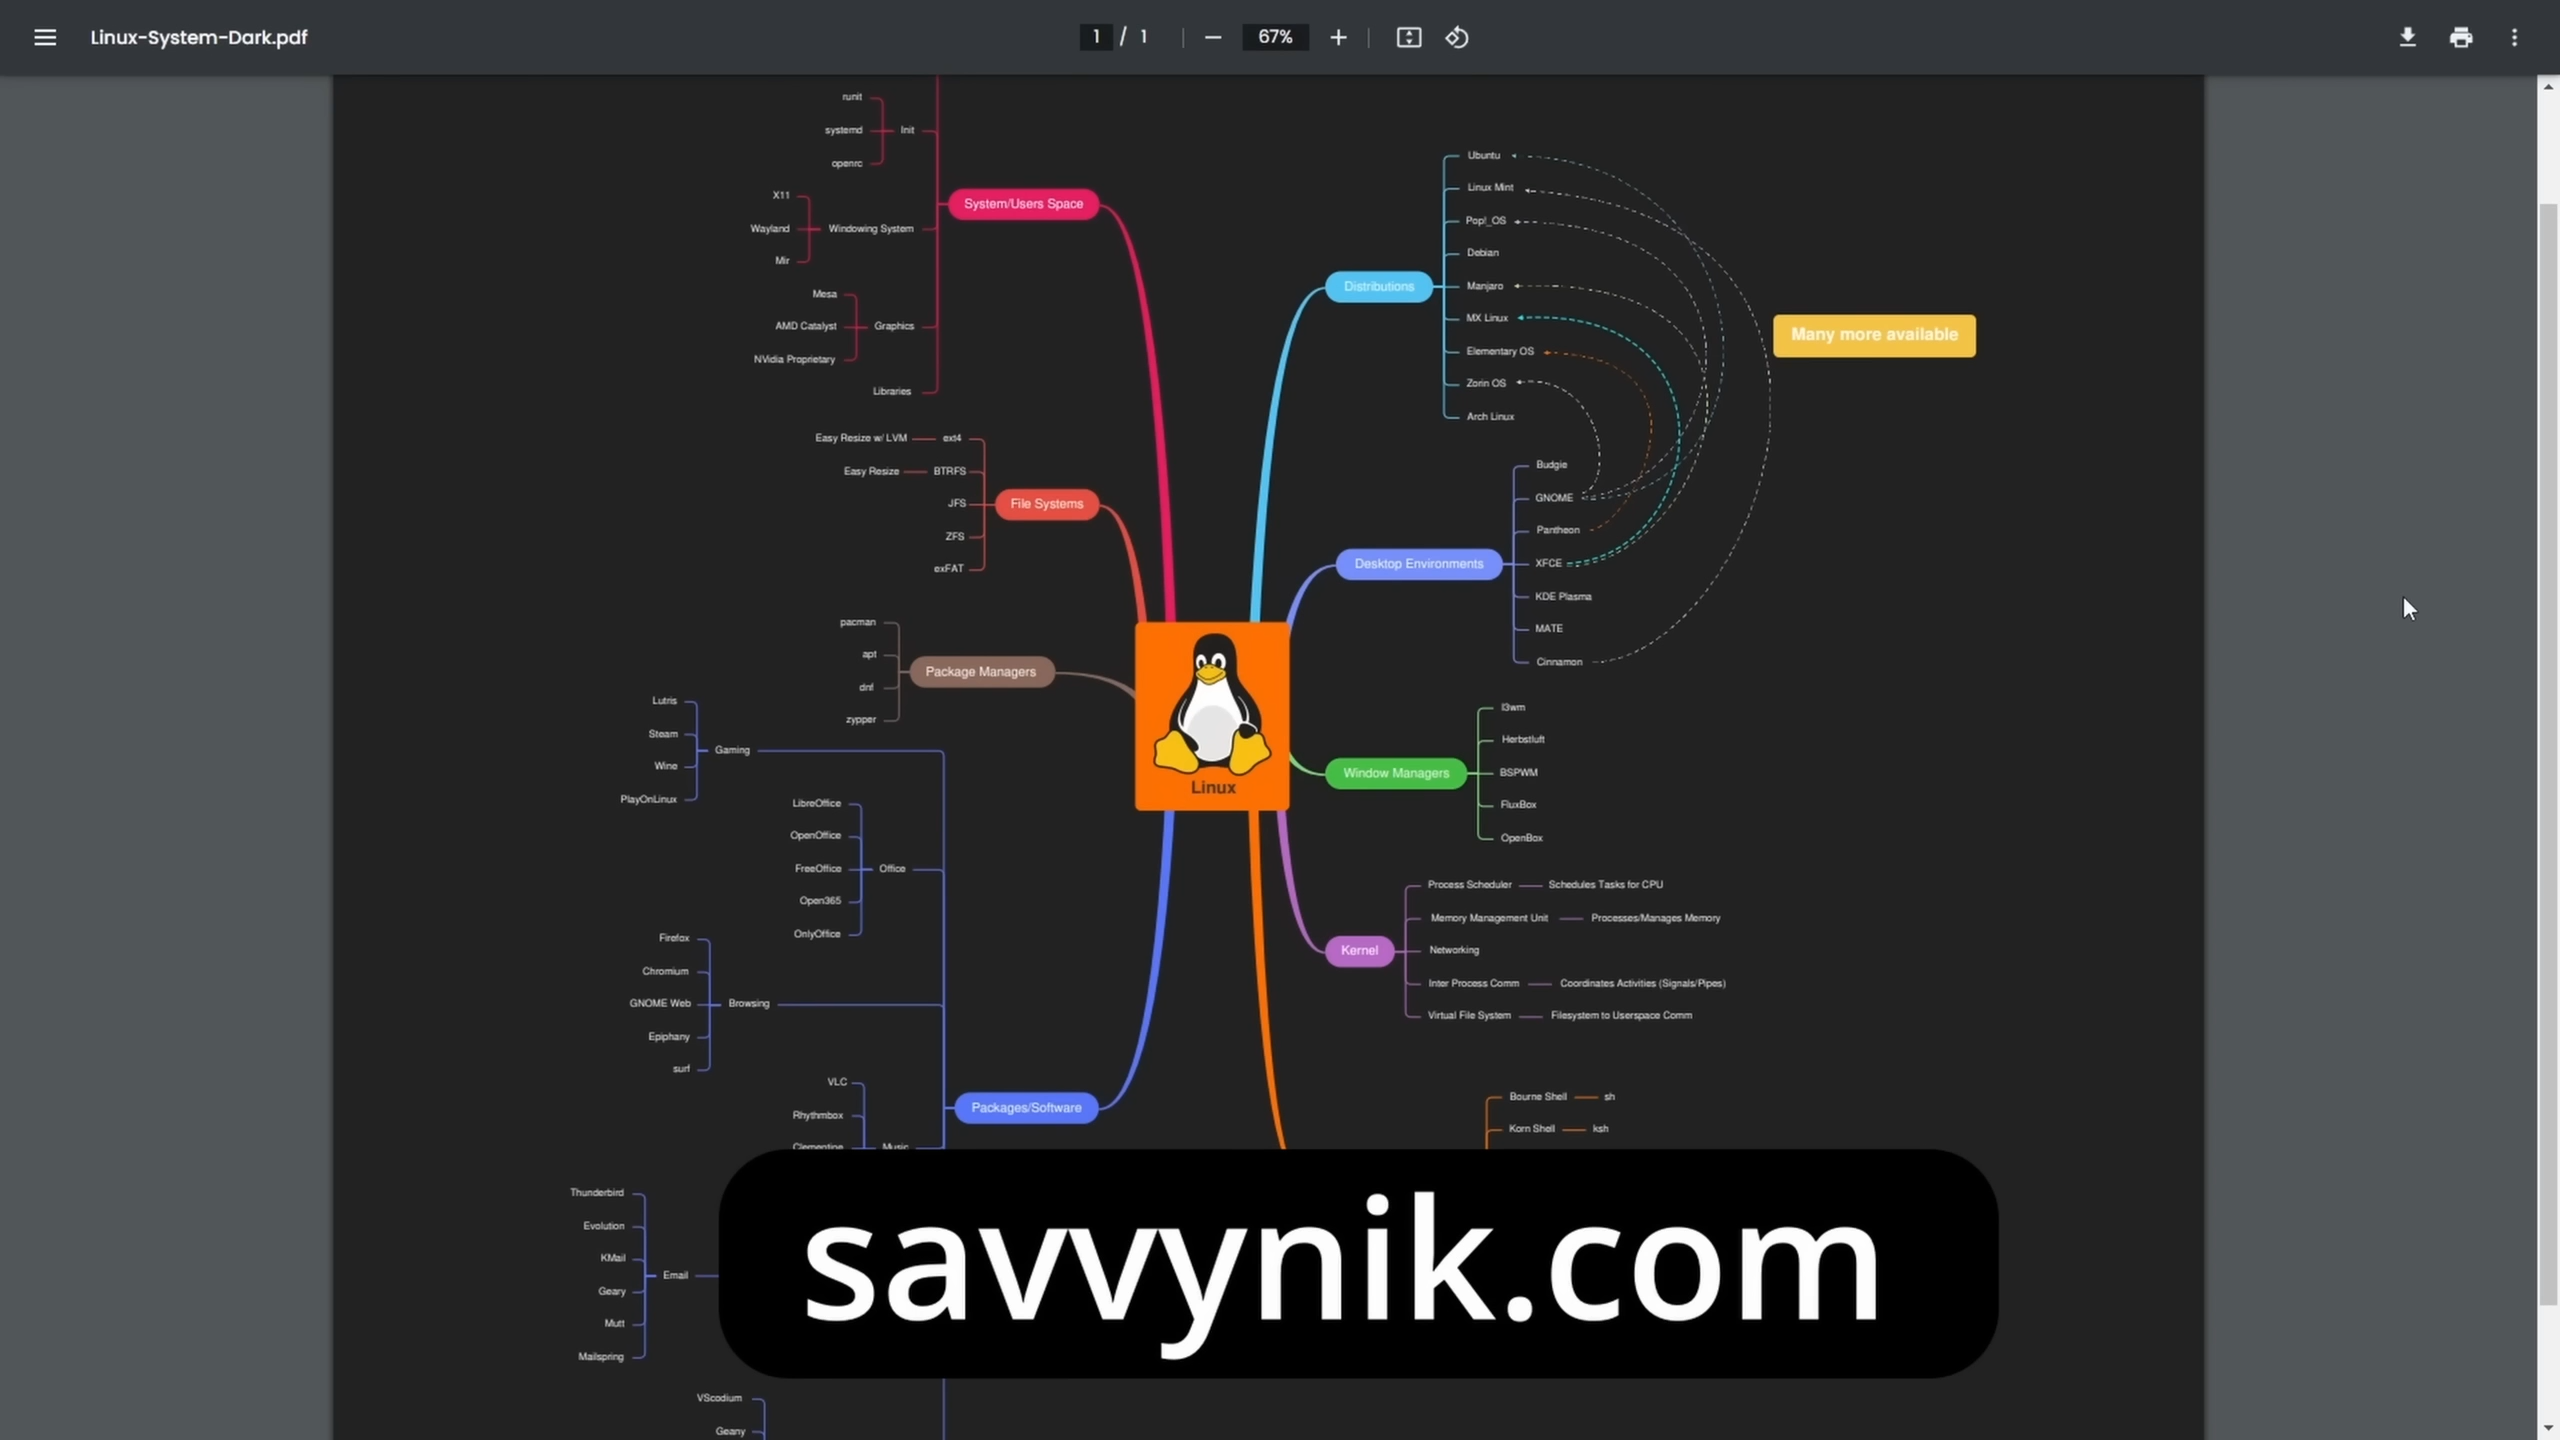 Linux-System-Dark.pdf
1 / 1
67%
runit
systemd
openrc
Init
X11
Wayland
Mir
Windowing System
Mesa
AMD Catalyst
NVidia Proprietary
Graphics
Libraries
System/Users Space
Easy Resize w/ LVM
ext4
Easy Resize
BTRFS
JFS
ZFS
exFAT
File Systems
pacman
apt
dnf
zypper
Package Managers
Lutris
Steam
Wine
PlayOnLinux
Gaming
LibreOffice
OpenOffice
FreeOffice
Open365
OnlyOffice
Office
Firefox
Chromium
GNOME Web
Epiphany
surf
Browsing
VLC
Rhythmbox
Clementine
Music
Packages/Software
Thunderbird
Evolution
KMail
Geary
Mutt
Mailspring
Email
VScodium
Geany
Linux
Distributions
Ubuntu
Linux Mint
Pop!_OS
Debian
Manjaro
MX Linux
Elementary OS
Zorin OS
Arch Linux
Many more available
Desktop Environments
Budgie
GNOME
Pantheon
XFCE
KDE Plasma
MATE
Cinnamon
Window Managers
I3wm
Herbstluft
BSPWM
FluxBox
OpenBox
Kernel
Process Scheduler
Schedules Tasks for CPU
Memory Management Unit
Processes/Manages Memory
Networking
Inter Process Comm
Coordinates Activities (Signals/Pipes)
Virtual File System
Filesystem to Userspace Comm
Bourne Shell
sh
Korn Shell
ksh
savvynik.com